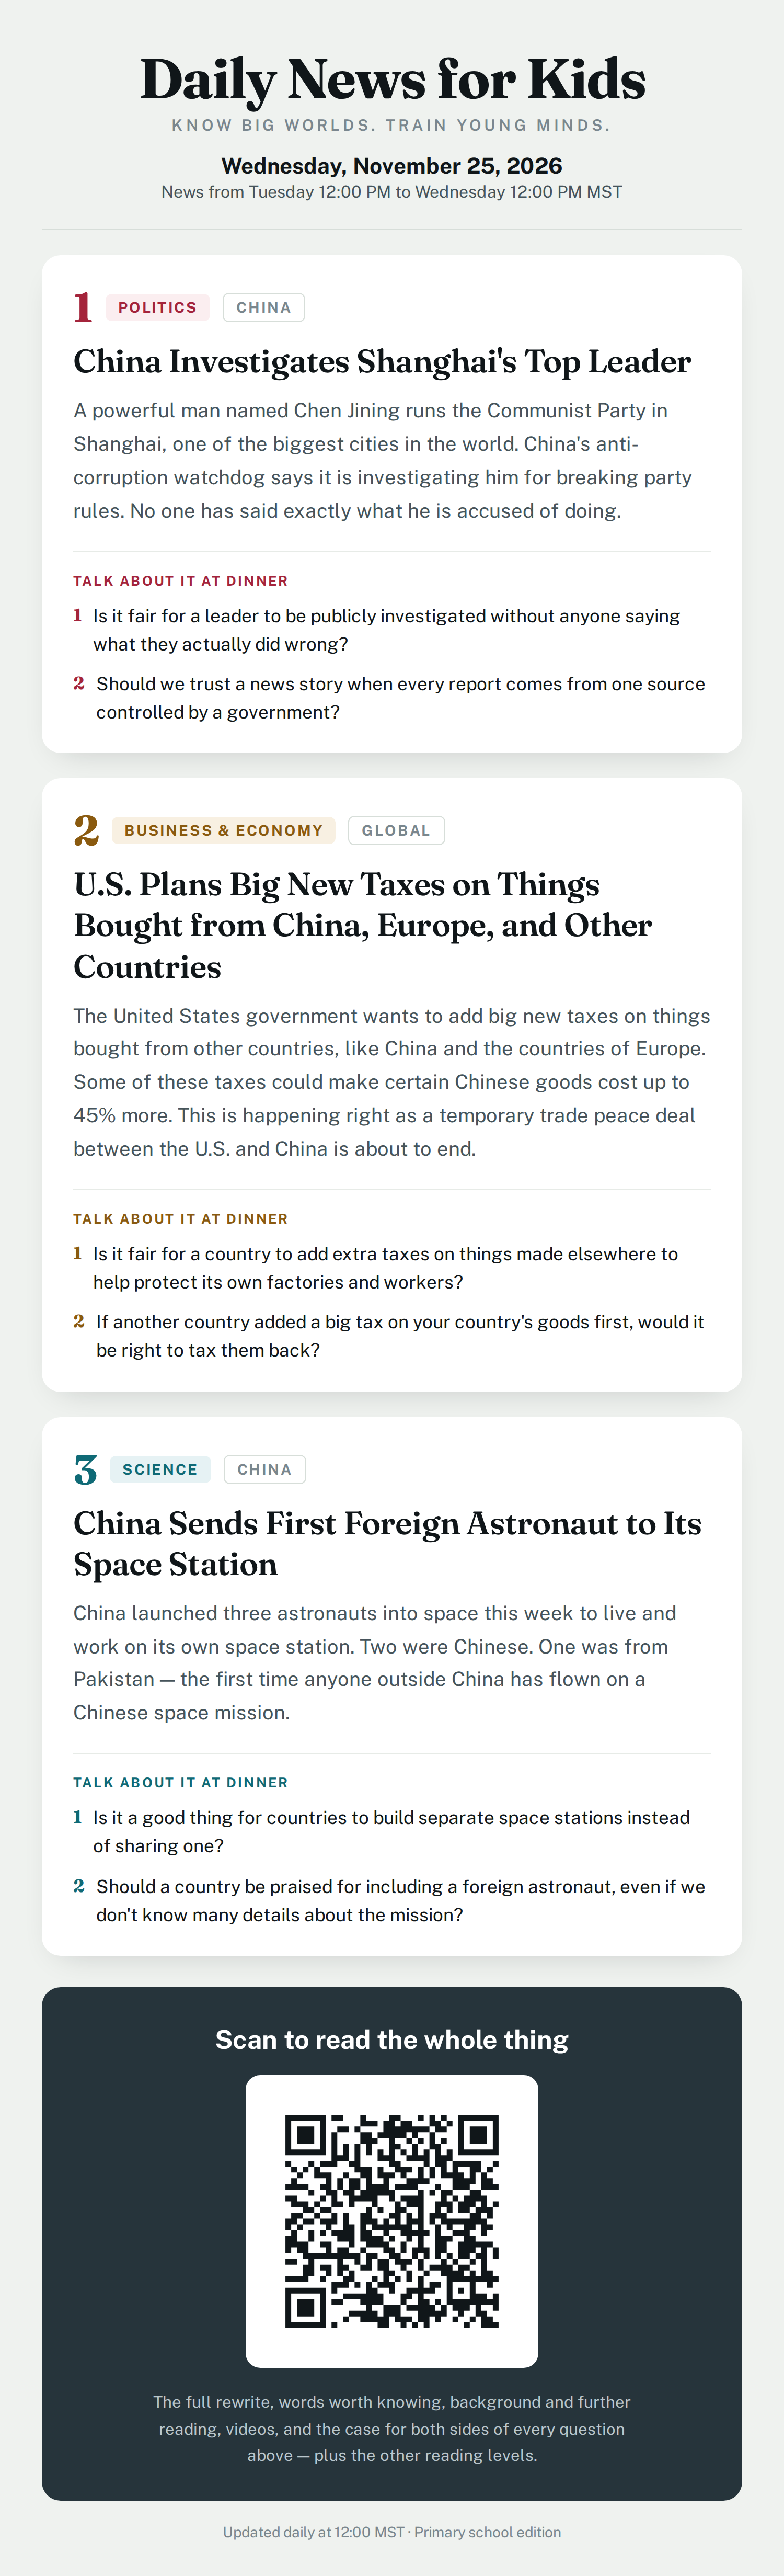 Daily News for Kids
KNOW BIG WORLDS. TRAIN YOUNG MINDS.
Wednesday, November 25, 2026
News from Tuesday 12:00 PM to Wednesday 12:00 PM MST
1 POLITICS CHINA
China Investigates Shanghai's Top Leader
A powerful man named Chen Jining runs the Communist Party in
Shanghai, one of the biggest cities in the world. China's anti-
corruption watchdog says it is investigating him for breaking party
rules. No one has said exactly what he is accused of doing.
TALK ABOUT IT AT DINNER
1 Is it fair for a leader to be publicly investigated without anyone saying
what they actually did wrong?
2 Should we trust a news story when every report comes from one source
controlled by a government?
2 BUSINESS & ECONOMY GLOBAL
U.S. Plans Big New Taxes on Things
Bought from China, Europe, and Other
Countries
The United States government wants to add big new taxes on things
bought from other countries, like China and the countries of Europe.
Some of these taxes could make certain Chinese goods cost up to
45% more. This is happening right as a temporary trade peace deal
between the U.S. and China is about to end.
TALK ABOUT IT AT DINNER
1 Is it fair for a country to add extra taxes on things made elsewhere to
help protect its own factories and workers?
2 If another country added a big tax on your country's goods first, would it
be right to tax them back?
3 SCIENCE CHINA
China Sends First Foreign Astronaut to Its
Space Station
China launched three astronauts into space this week to live and
work on its own space station. Two were Chinese. One was from
Pakistan — the first time anyone outside China has flown on a
Chinese space mission.
TALK ABOUT IT AT DINNER
1 Is it a good thing for countries to build separate space stations instead
of sharing one?
2 Should a country be praised for including a foreign astronaut, even if we
don't know many details about the mission?
Scan to read the whole thing
The full rewrite, words worth knowing, background and further
reading, videos, and the case for both sides of every question
above — plus the other reading levels.
Updated daily at 12:00 MST · Primary school edition